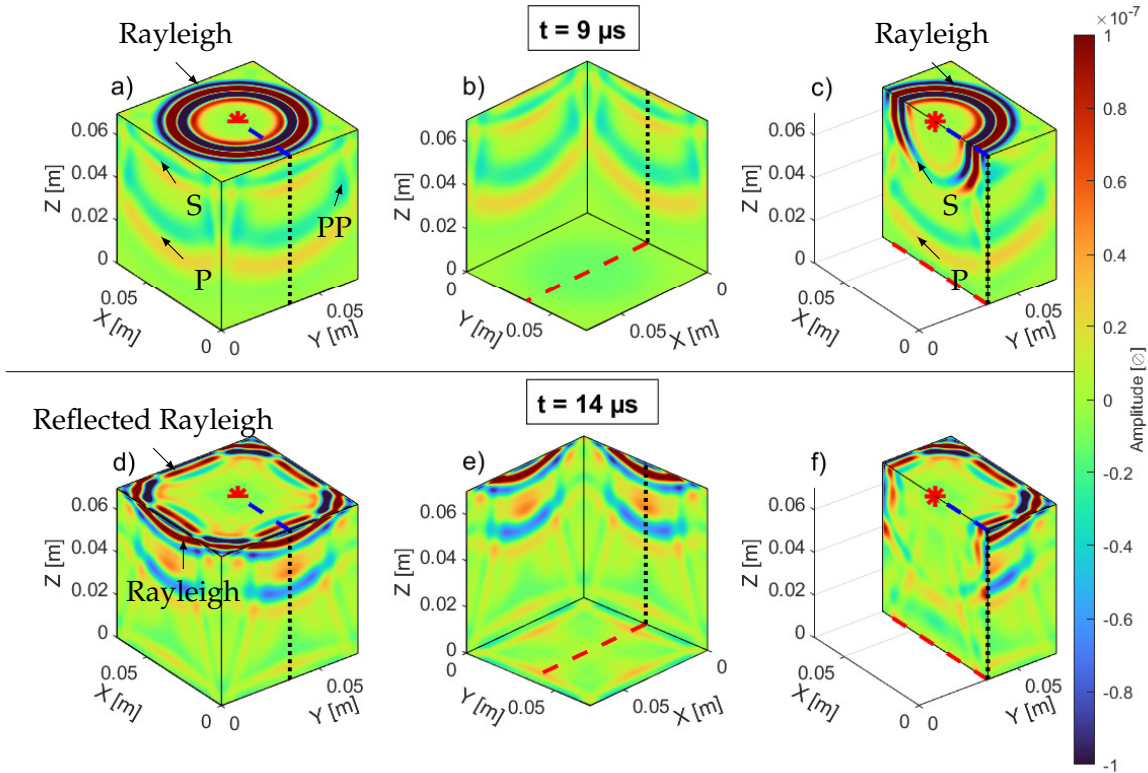 t = 9 µs
×10⁻⁷
Rayleigh
Rayleigh
a)
b)
c)
0.06
0.04
0.02
0
Z [m]
S
PP
P
0.05
X [m]
0
0
0.05
Y [m]
0.06
0.04
0.02
0
Z [m]
0
0.05
Y [m]
0.05
X [m]
0
0.06
0.04
0.02
0
Z [m]
S
P
0.05
X [m]
0
0
0.05
Y [m]
t = 14 µs
Reflected Rayleigh
d)
e)
f)
0.06
0.04
0.02
0
Z [m]
Rayleigh
0.05
X [m]
0
0
0.05
Y [m]
0.06
0.04
0.02
0
Z [m]
0
0.05
Y [m]
0.05
X [m]
0
0.06
0.04
0.02
0
Z [m]
0.05
X [m]
0
0
0.05
Y [m]
1
0.8
0.6
0.4
0.2
0
-0.2
-0.4
-0.6
-0.8
-1
Amplitude [∅]